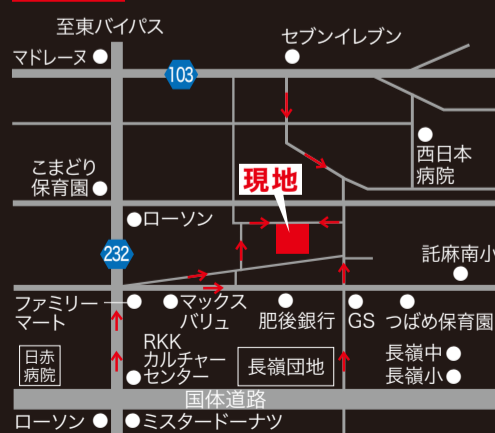 至東バイパス
マドレーヌ
103
セブンイレブン
西日本
病院
こまどり
保育園
現地
ローソン
232
託麻南小
ファミリー
マート
マックス
バリュ
肥後銀行
GS
つばめ保育園
日赤
病院
RKK
カルチャー
センター
長嶺団地
長嶺中
長嶺小
国体道路
ローソン
ミスタードーナツ